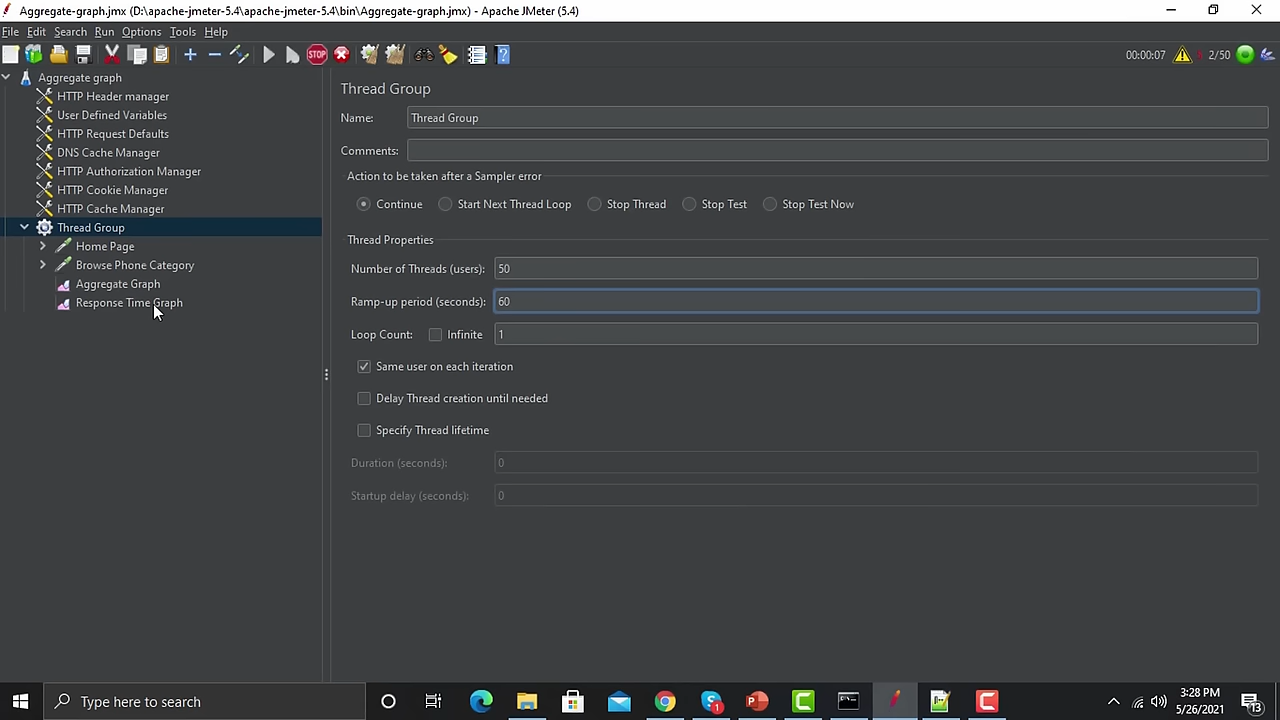 Aggregate-graph.jmx (D:\apache-jmeter-5.4\apache-jmeter-5.4\bin\Aggregate-graph.jmx) - Apache JMeter (5.4)
File Edit Search Run Options Tools Help
STOP 00:00:07 2/50
Aggregate graph
HTTP Header manager
User Defined Variables
HTTP Request Defaults
DNS Cache Manager
HTTP Authorization Manager
HTTP Cookie Manager
HTTP Cache Manager
Thread Group
Home Page
Browse Phone Category
Aggregate Graph
Response Time Graph
Thread Group
Name: Thread Group
Comments:
Action to be taken after a Sampler error
Continue Start Next Thread Loop Stop Thread Stop Test Stop Test Now
Thread Properties
Number of Threads (users): 50
Ramp-up period (seconds): 60
Loop Count: Infinite 1
Same user on each iteration
Delay Thread creation until needed
Specify Thread lifetime
Duration (seconds): 0
Startup delay (seconds): 0
Type here to search
3:28 PM
5/26/2021
13